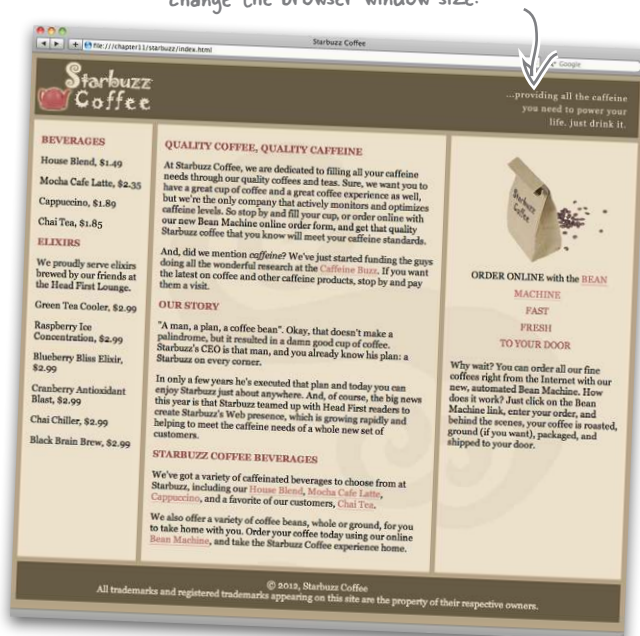 change the browser window size.
Starbuzz Coffee
file:///chapter11/starbuzz/index.html
Google
Starbuzz
Coffee
...providing all the caffeine
you need to power your
life. just drink it.
BEVERAGES
House Blend, $1.49
Mocha Cafe Latte, $2.35
Cappuccino, $1.89
Chai Tea, $1.85
ELIXIRS
We proudly serve elixirs
brewed by our friends at
the Head First Lounge.
Green Tea Cooler, $2.99
Raspberry Ice
Concentration, $2.99
Blueberry Bliss Elixir,
$2.99
Cranberry Antioxidant
Blast, $2.99
Chai Chiller, $2.99
Black Brain Brew, $2.99
QUALITY COFFEE, QUALITY CAFFEINE
At Starbuzz Coffee, we are dedicated to filling all your caffeine
needs through our quality coffees and teas. Sure, we want you to
have a great cup of coffee and a great coffee experience as well,
but we're the only company that actively monitors and optimizes
caffeine levels. So stop by and fill your cup, or order online with
our new Bean Machine online order form, and get that quality
Starbuzz coffee that you know will meet your caffeine standards.
And, did we mention caffeine? We've just started funding the guys
doing all the wonderful research at the Caffeine Buzz. If you want
the latest on coffee and other caffeine products, stop by and pay
them a visit.
OUR STORY
"A man, a plan, a coffee bean". Okay, that doesn't make a
palindrome, but it resulted in a damn good cup of coffee.
Starbuzz's CEO is that man, and you already know his plan: a
Starbuzz on every corner.
In only a few years he's executed that plan and today you can
enjoy Starbuzz just about anywhere. And, of course, the big news
this year is that Starbuzz teamed up with Head First readers to
create Starbuzz's Web presence, which is growing rapidly and
helping to meet the caffeine needs of a whole new set of
customers.
STARBUZZ COFFEE BEVERAGES
We've got a variety of caffeinated beverages to choose from at
Starbuzz, including our House Blend, Mocha Cafe Latte,
Cappuccino, and a favorite of our customers, Chai Tea.
We also offer a variety of coffee beans, whole or ground, for you
to take home with you. Order your coffee today using our online
Bean Machine, and take the Starbuzz Coffee experience home.
Starbuzz
Coffee
ORDER ONLINE with the BEAN
MACHINE
FAST
FRESH
TO YOUR DOOR
Why wait? You can order all our fine
coffees right from the Internet with our
new, automated Bean Machine. How
does it work? Just click on the Bean
Machine link, enter your order, and
behind the scenes, your coffee is roasted,
ground (if you want), packaged, and
shipped to your door.
© 2012, Starbuzz Coffee
All trademarks and registered trademarks appearing on this site are the property of their respective owners.